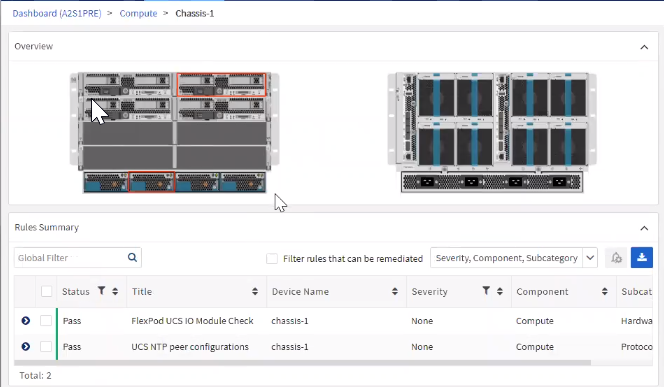 Dashboard (A2S1PRE) > Compute > Chassis-1
Overview
Rules Summary
Global Filter
Filter rules that can be remediated
Severity, Component, Subcategory
Status Title Device Name Severity Component Subcat
Pass FlexPod UCS IO Module Check chassis-1 None Compute Hardwa
Pass UCS NTP peer configurations chassis-1 None Compute Protoco
Total: 2